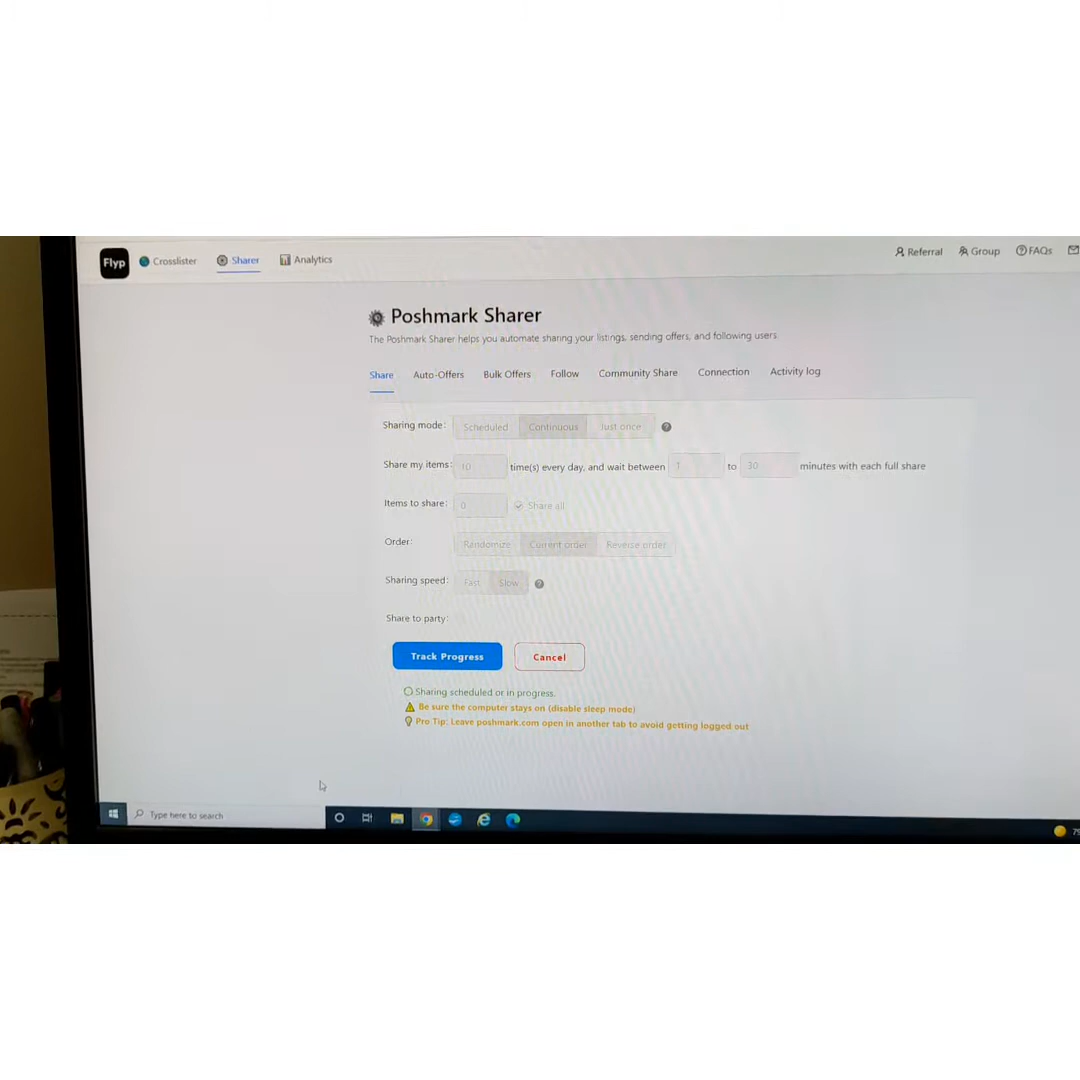 Flyp Crosslister Sharer Analytics Referral Group FAQs
Poshmark Sharer
The Poshmark Sharer helps you automate sharing your listings, sending offers, and following users
Share Auto-Offers Bulk Offers Follow Community Share Connection Activity log
Sharing mode: Scheduled Continuous Just once ?
Share my items: 10 time(s) every day, and wait between 1 to 30 minutes with each full share
Items to share: 0 Share all
Order: Randomize Current order Reverse order
Sharing speed: Fast Slow ?
Share to party:
Track Progress Cancel
Sharing scheduled or in progress.
Be sure the computer stays on (disable sleep mode)
Pro Tip: Leave poshmark.com open in another tab to avoid getting logged out
Type here to search